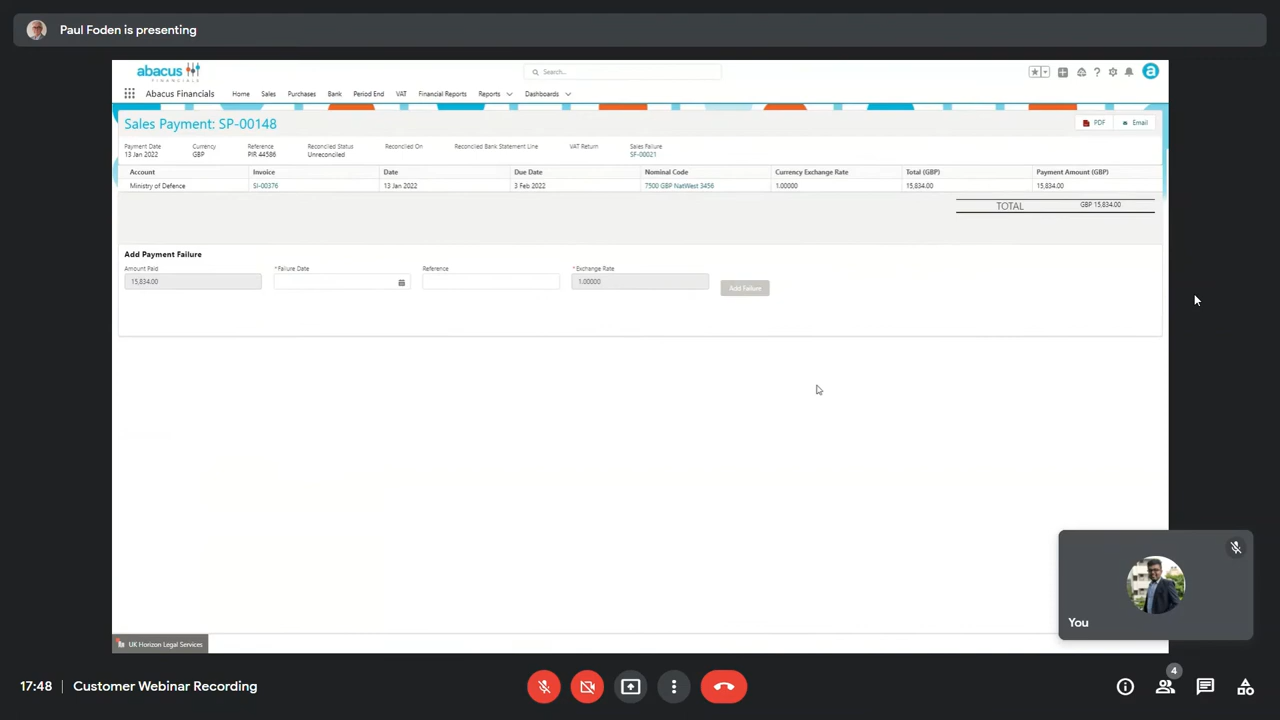 Paul Foden is presenting
abacus
FINANCIALS
Search...
Abacus Financials Home Sales Purchases Bank Period End VAT Financial Reports Reports Dashboards
Sales Payment: SP-00148
PDF Email
Payment Date Currency Reference Reconciled Status Reconciled On Reconciled Bank Statement Line VAT Return Sales Failure
13 Jan 2022 GBP PIR 44586 Unreconciled SF-00021
Account Invoice Date Due Date Nominal Code Currency Exchange Rate Total (GBP) Payment Amount (GBP)
Ministry of Defence SI-00376 13 Jan 2022 3 Feb 2022 7500 GBP NatWest 3456 1.00000 15,834.00 15,834.00
TOTAL GBP 15,834.00
Add Payment Failure
Amount Paid *Failure Date Reference *Exchange Rate
15,834.00 1.00000 Add Failure
You
UK Horizon Legal Services
17:48 Customer Webinar Recording
4